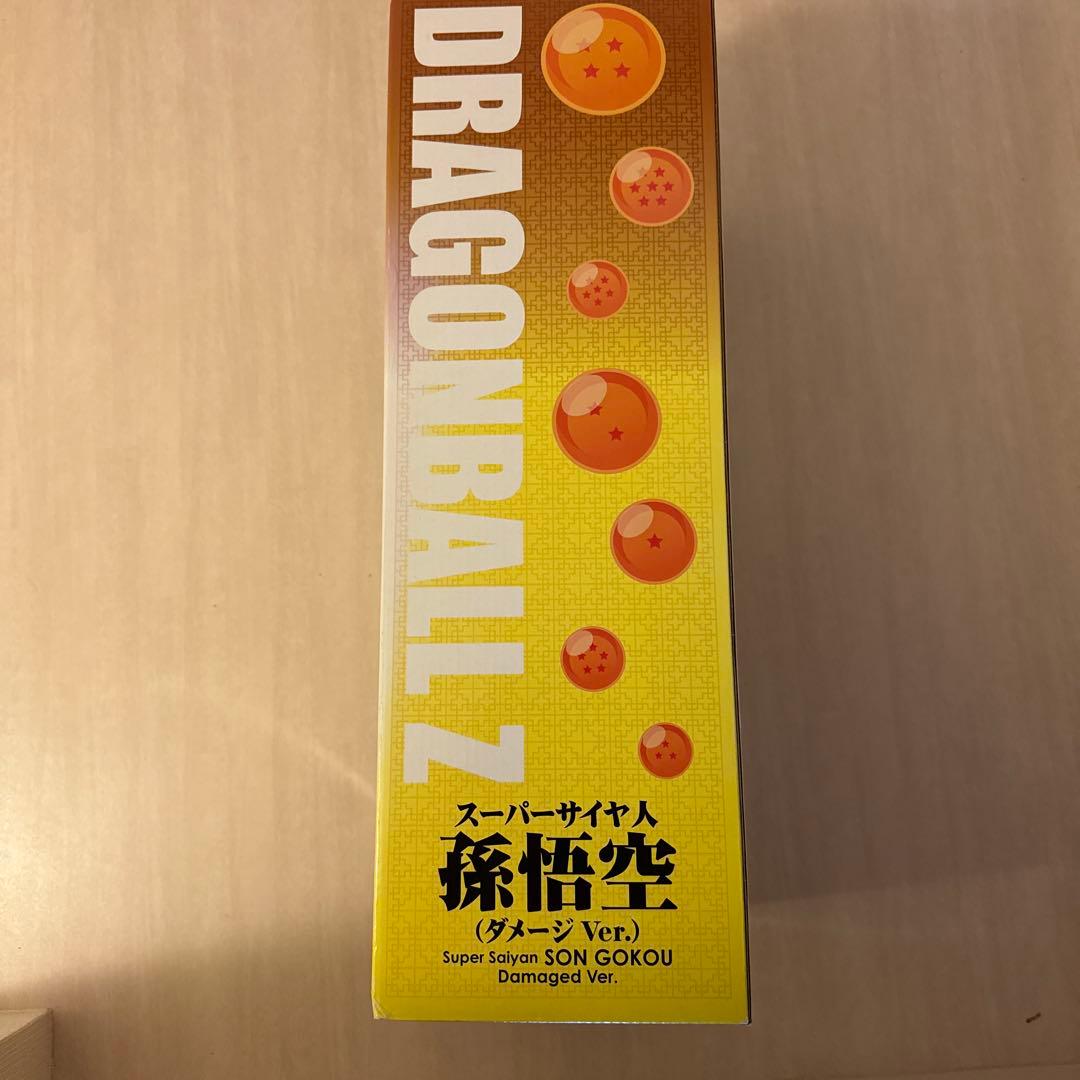 DRAGONBALL Z
スーパーサイヤ人
孫悟空
(ダメージ Ver.)
Super Saiyan SON GOKOU
Damaged Ver.